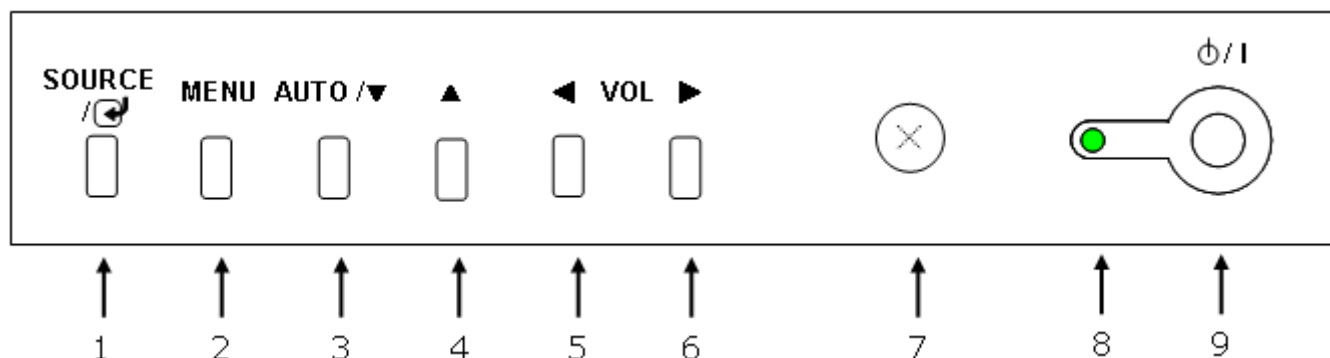 SOURCE
/
MENU AUTO /▼ ▲ ◀ VOL ▶
⏻/I
1 2 3 4 5 6 7 8 9